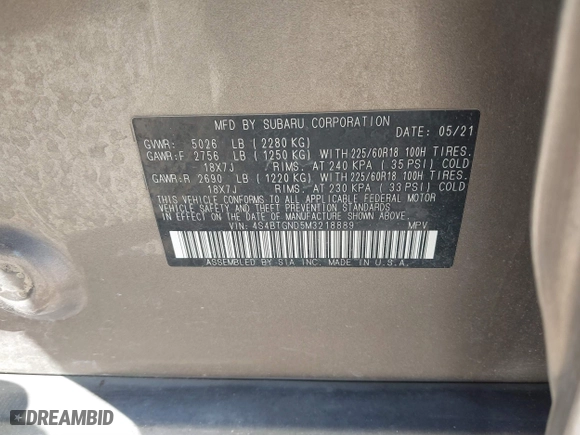 MFD BY SUBARU CORPORATION
DATE: 05/21
GVWR: 5026 LB (2280 KG)
GAWR:F 2756 LB (1250 KG) WITH 225/60R18 100H TIRES.
18X7J RIMS. AT 240 KPA (35 PSI) COLD
GAWR:R 2690 LB (1220 KG) WITH 225/60R18 100H TIRES.
18X7J RIMS. AT 230 KPA (33 PSI) COLD
THIS VEHICLE CONFORMS TO ALL APPLICABLE FEDERAL MOTOR
VEHICLE SAFETY AND THEFT PREVENTION STANDARDS IN
EFFECT ON THE DATE OF MANUFACTURE SHOWN ABOVE.
VIN: 4S4BTGND5M3218889 MPV
ASSEMBLED BY SIA INC. MADE IN U.S.A.
DREAMBID